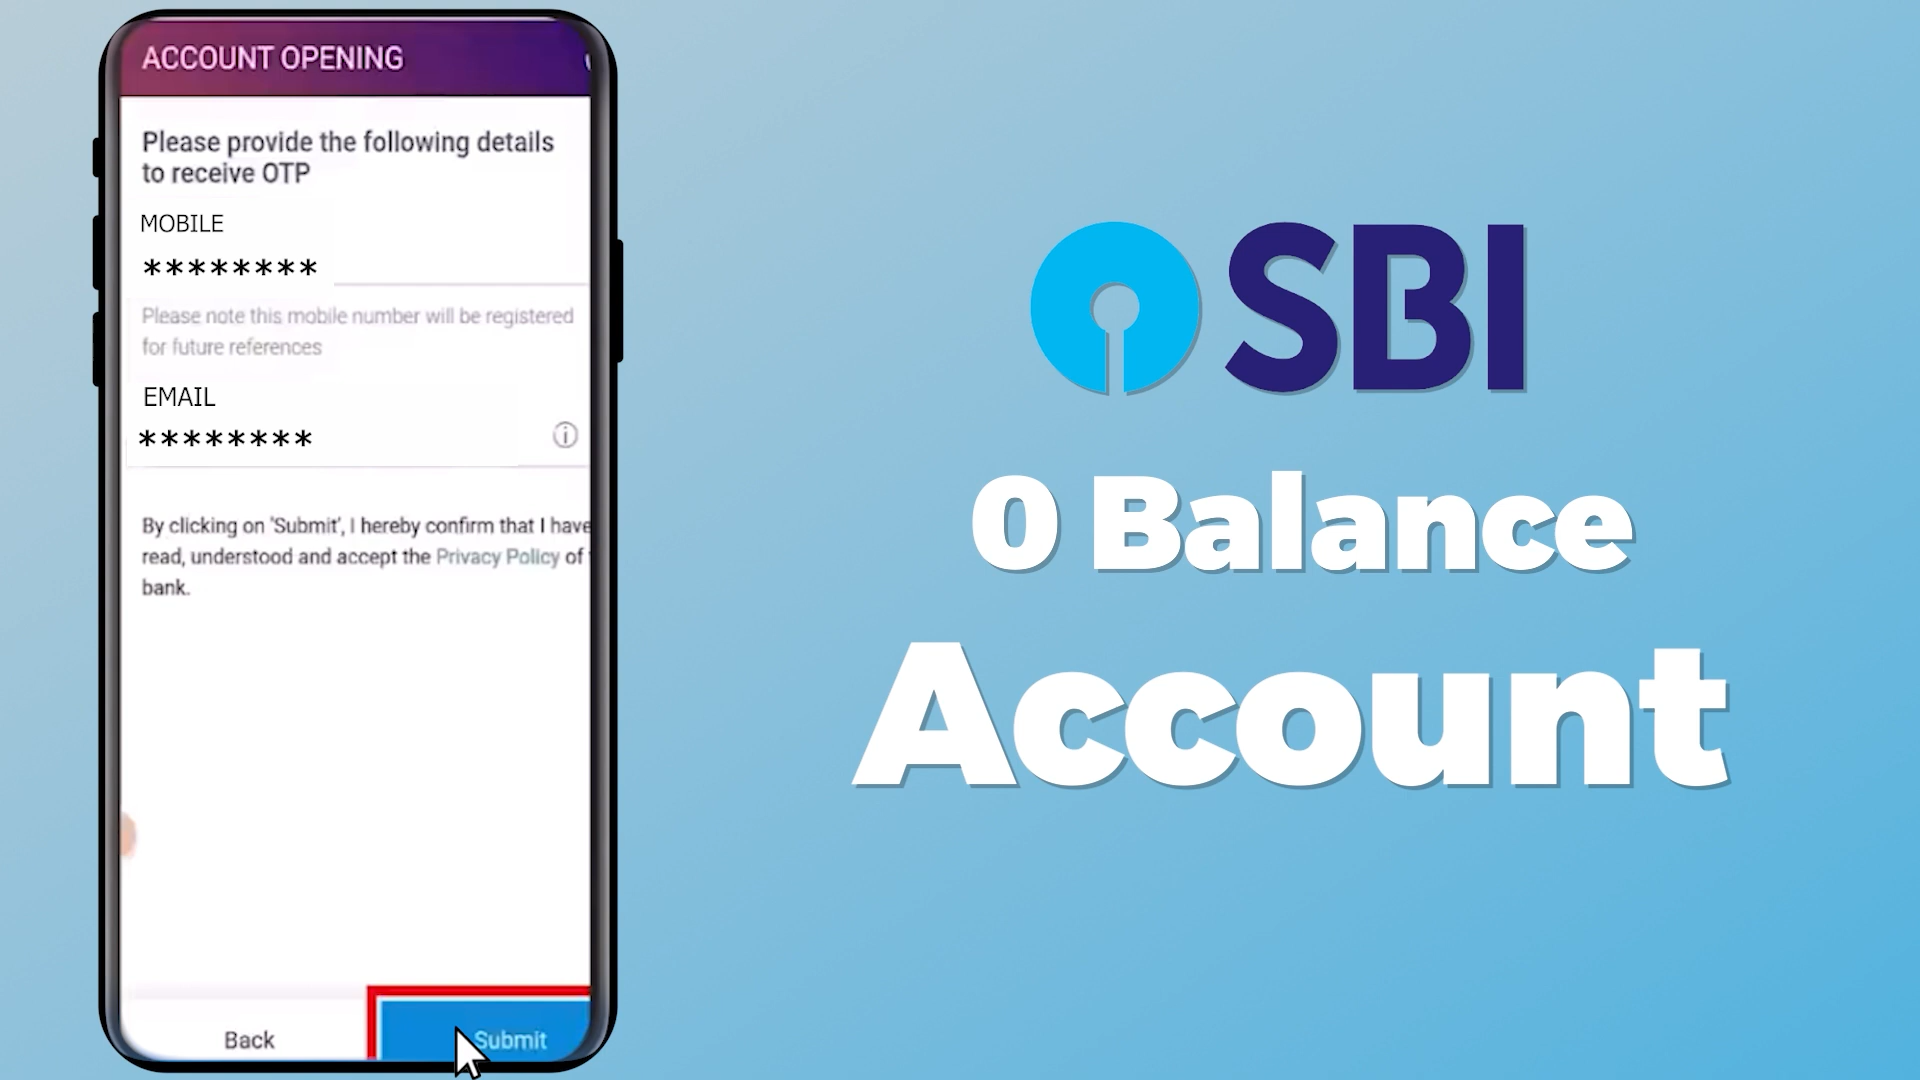 ACCOUNT OPENING
Please provide the following details
to receive OTP
MOBILE
********
Please note this mobile number will be registered
for future references
EMAIL
********
By clicking on 'Submit', I hereby confirm that I have
read, understood and accept the Privacy Policy of
bank.
Back
Submit
SBI
0 Balance
Account